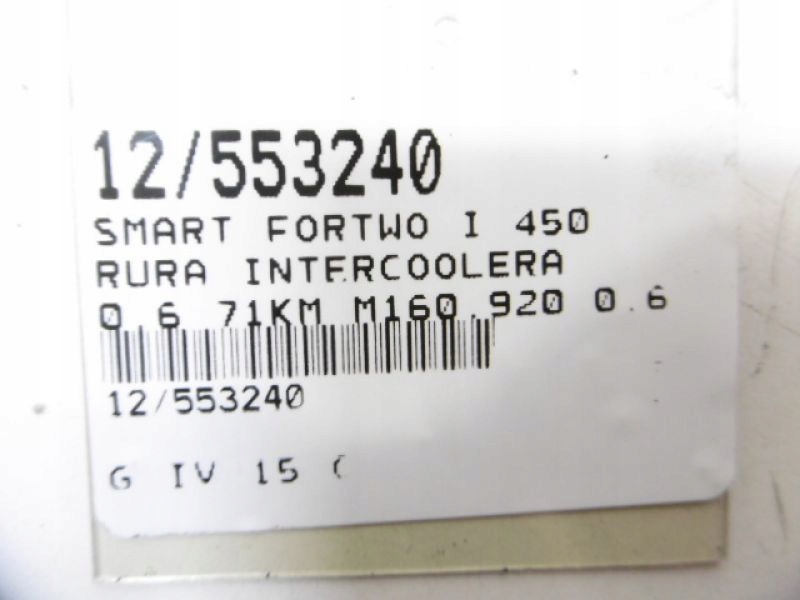 12/553240
SMART FORTWO I 450
RURA INTERCOOLERA
0.6 71KM M160.920 0.6
12/553240
G IV 15 (